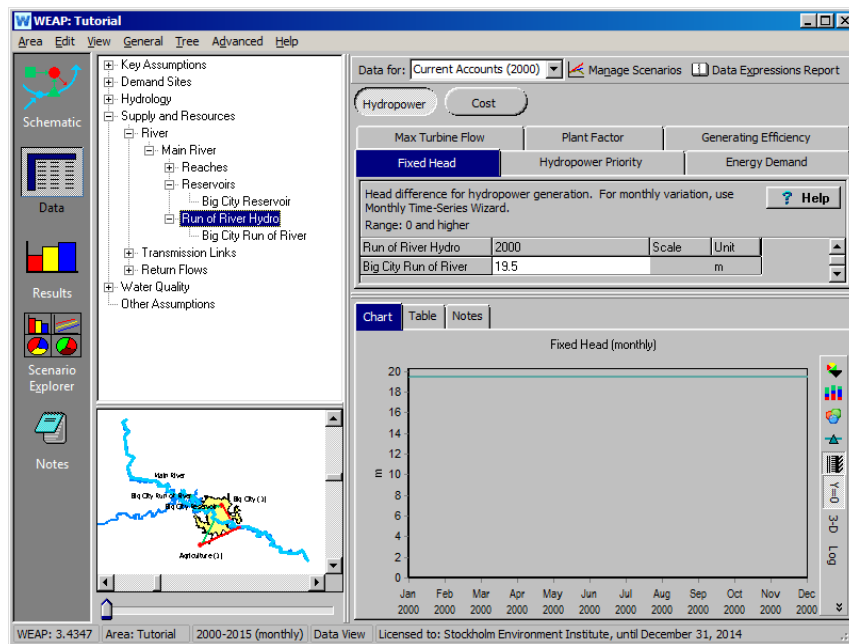 WEAP: Tutorial
Area Edit View General Tree Advanced Help
Schematic
Data
Results
Scenario
Explorer
Notes
Key Assumptions
Demand Sites
Hydrology
Supply and Resources
River
Main River
Reaches
Reservoirs
Big City Reservoir
Run of River Hydro
Big City Run of River
Transmission Links
Return Flows
Water Quality
Other Assumptions
Main River
Big City Run of River
Big City (1)
Big City Reservoir
Agriculture (1)
Data for: Current Accounts (2000) Manage Scenarios Data Expressions Report
Hydropower Cost
Max Turbine Flow Plant Factor Generating Efficiency
Fixed Head Hydropower Priority Energy Demand
Head difference for hydropower generation. For monthly variation, use
Monthly Time-Series Wizard.
Range: 0 and higher
? Help
Run of River Hydro 2000 Scale Unit
Big City Run of River 19.5 m
Chart Table Notes
Fixed Head (monthly)
20
18
16
14
12
10
8
6
4
2
0
m
Jan Feb Mar Apr May Jun Jul Aug Sep Oct Nov Dec
2000 2000 2000 2000 2000 2000 2000 2000 2000 2000 2000 2000
Y=0
3-D
Log
WEAP: 3.4347 Area: Tutorial 2000-2015 (monthly) Data View Licensed to: Stockholm Environment Institute, until December 31, 2014